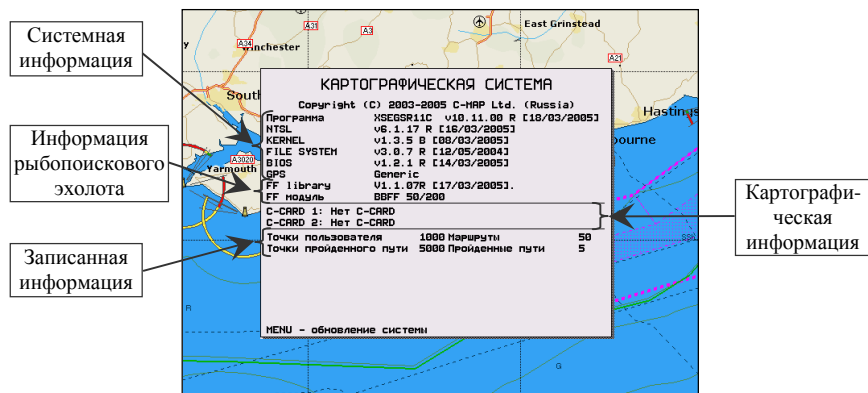 Системная
информация
Информация
рыбопоискового
эхолота
Записанная
информация
Картографи-
ческая
информация
East Grinstead
A31
A3
A34
A21
Hastings
A3020
Yarmouth
КАРТОГРАФИЧЕСКАЯ СИСТЕМА
Copyright (C) 2003-2005 C-MAP Ltd. (Russia)
Программа XSEGSR11C v10.11.00 R [18/03/2005]
NTSL v6.1.17 R [16/03/2005]
KERNEL v1.3.5 B [08/03/2005]
FILE SYSTEM v3.0.7 R [12/05/2004]
BIOS v1.2.1 R [14/03/2005]
GPS Generic
FF library V1.1.07R [17/03/2005].
FF модуль BBFF 50/200
C-CARD 1: Нет C-CARD
C-CARD 2: Нет C-CARD
Точки пользователя 1000 Маршруты 50
Точки пройденного пути 5000 Пройденные пути 5
MENU - обновление системы
R
G